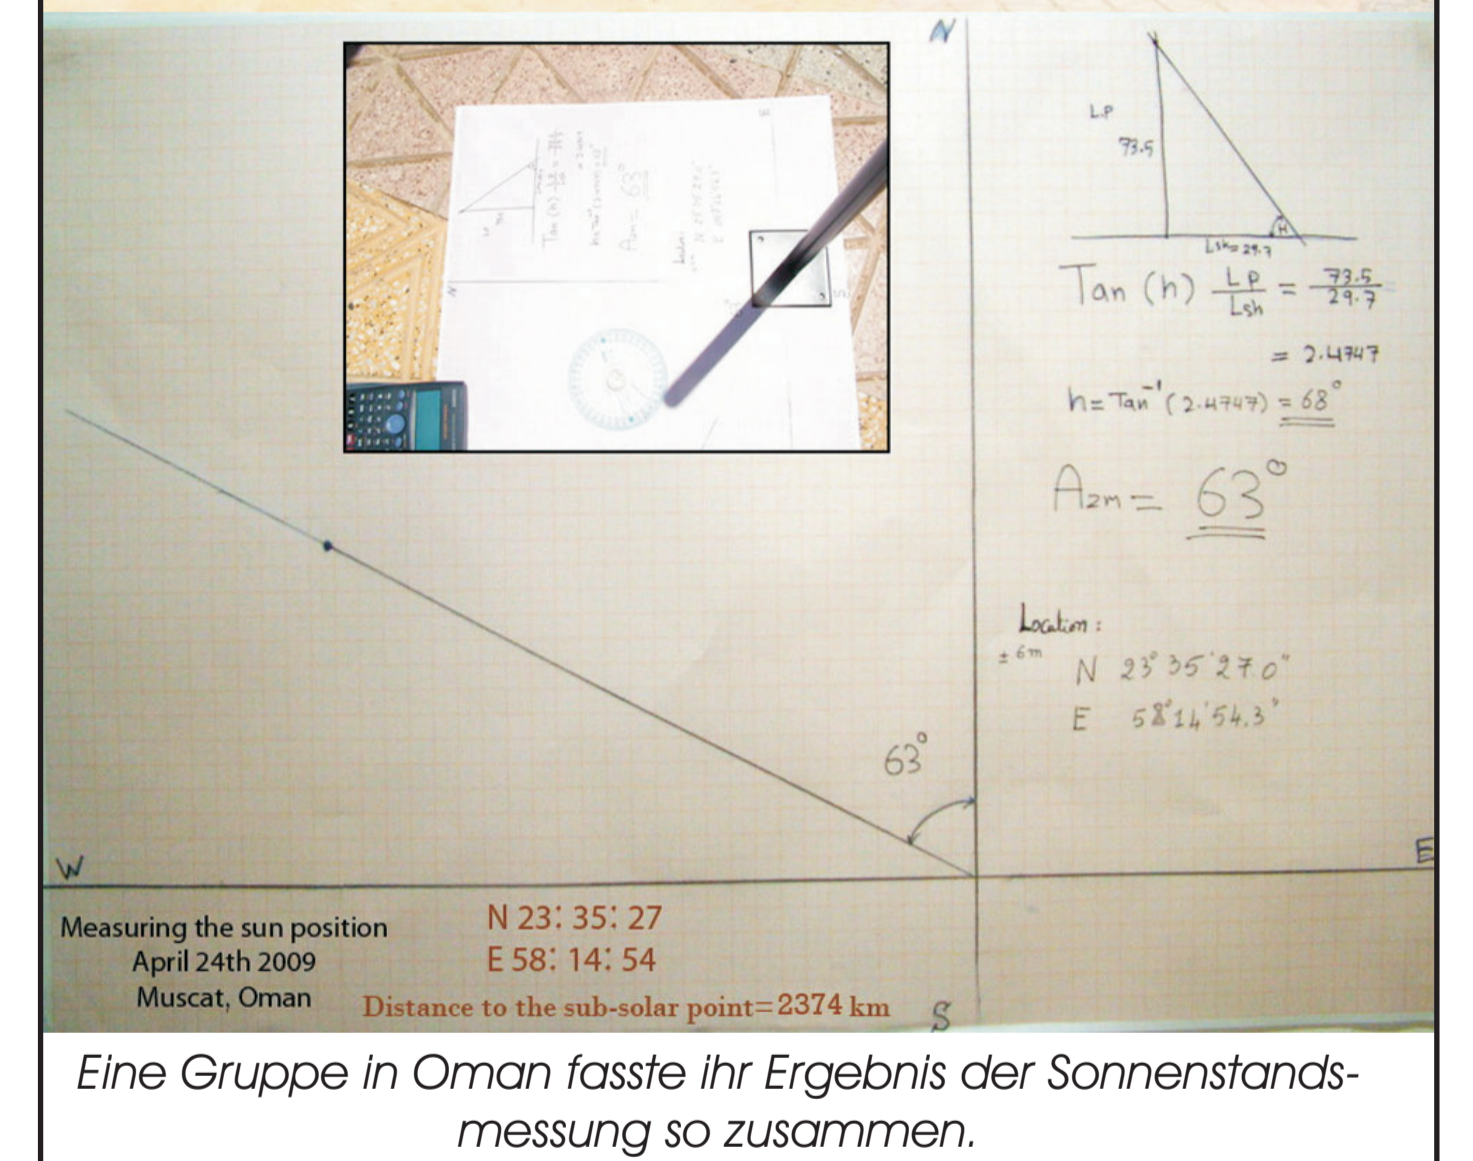 N
L.P
73.5
Lsh=29.7
H
Tan (h) Lp/Lsh = 73.5/29.7
= 2.4747
h=Tan⁻¹(2.4747) = 68°
Azm = 63°
Location:
± 6m
N 23° 35' 27.0"
E 58° 14' 54.3"
63°
W
E
S
Measuring the sun position
April 24th 2009
Muscat, Oman
N 23: 35: 27
E 58: 14: 54
Distance to the sub-solar point=2374 km
Tan (h)
Azm = 63°
N
E
Eine Gruppe in Oman fasste ihr Ergebnis der Sonnenstands-
messung so zusammen.